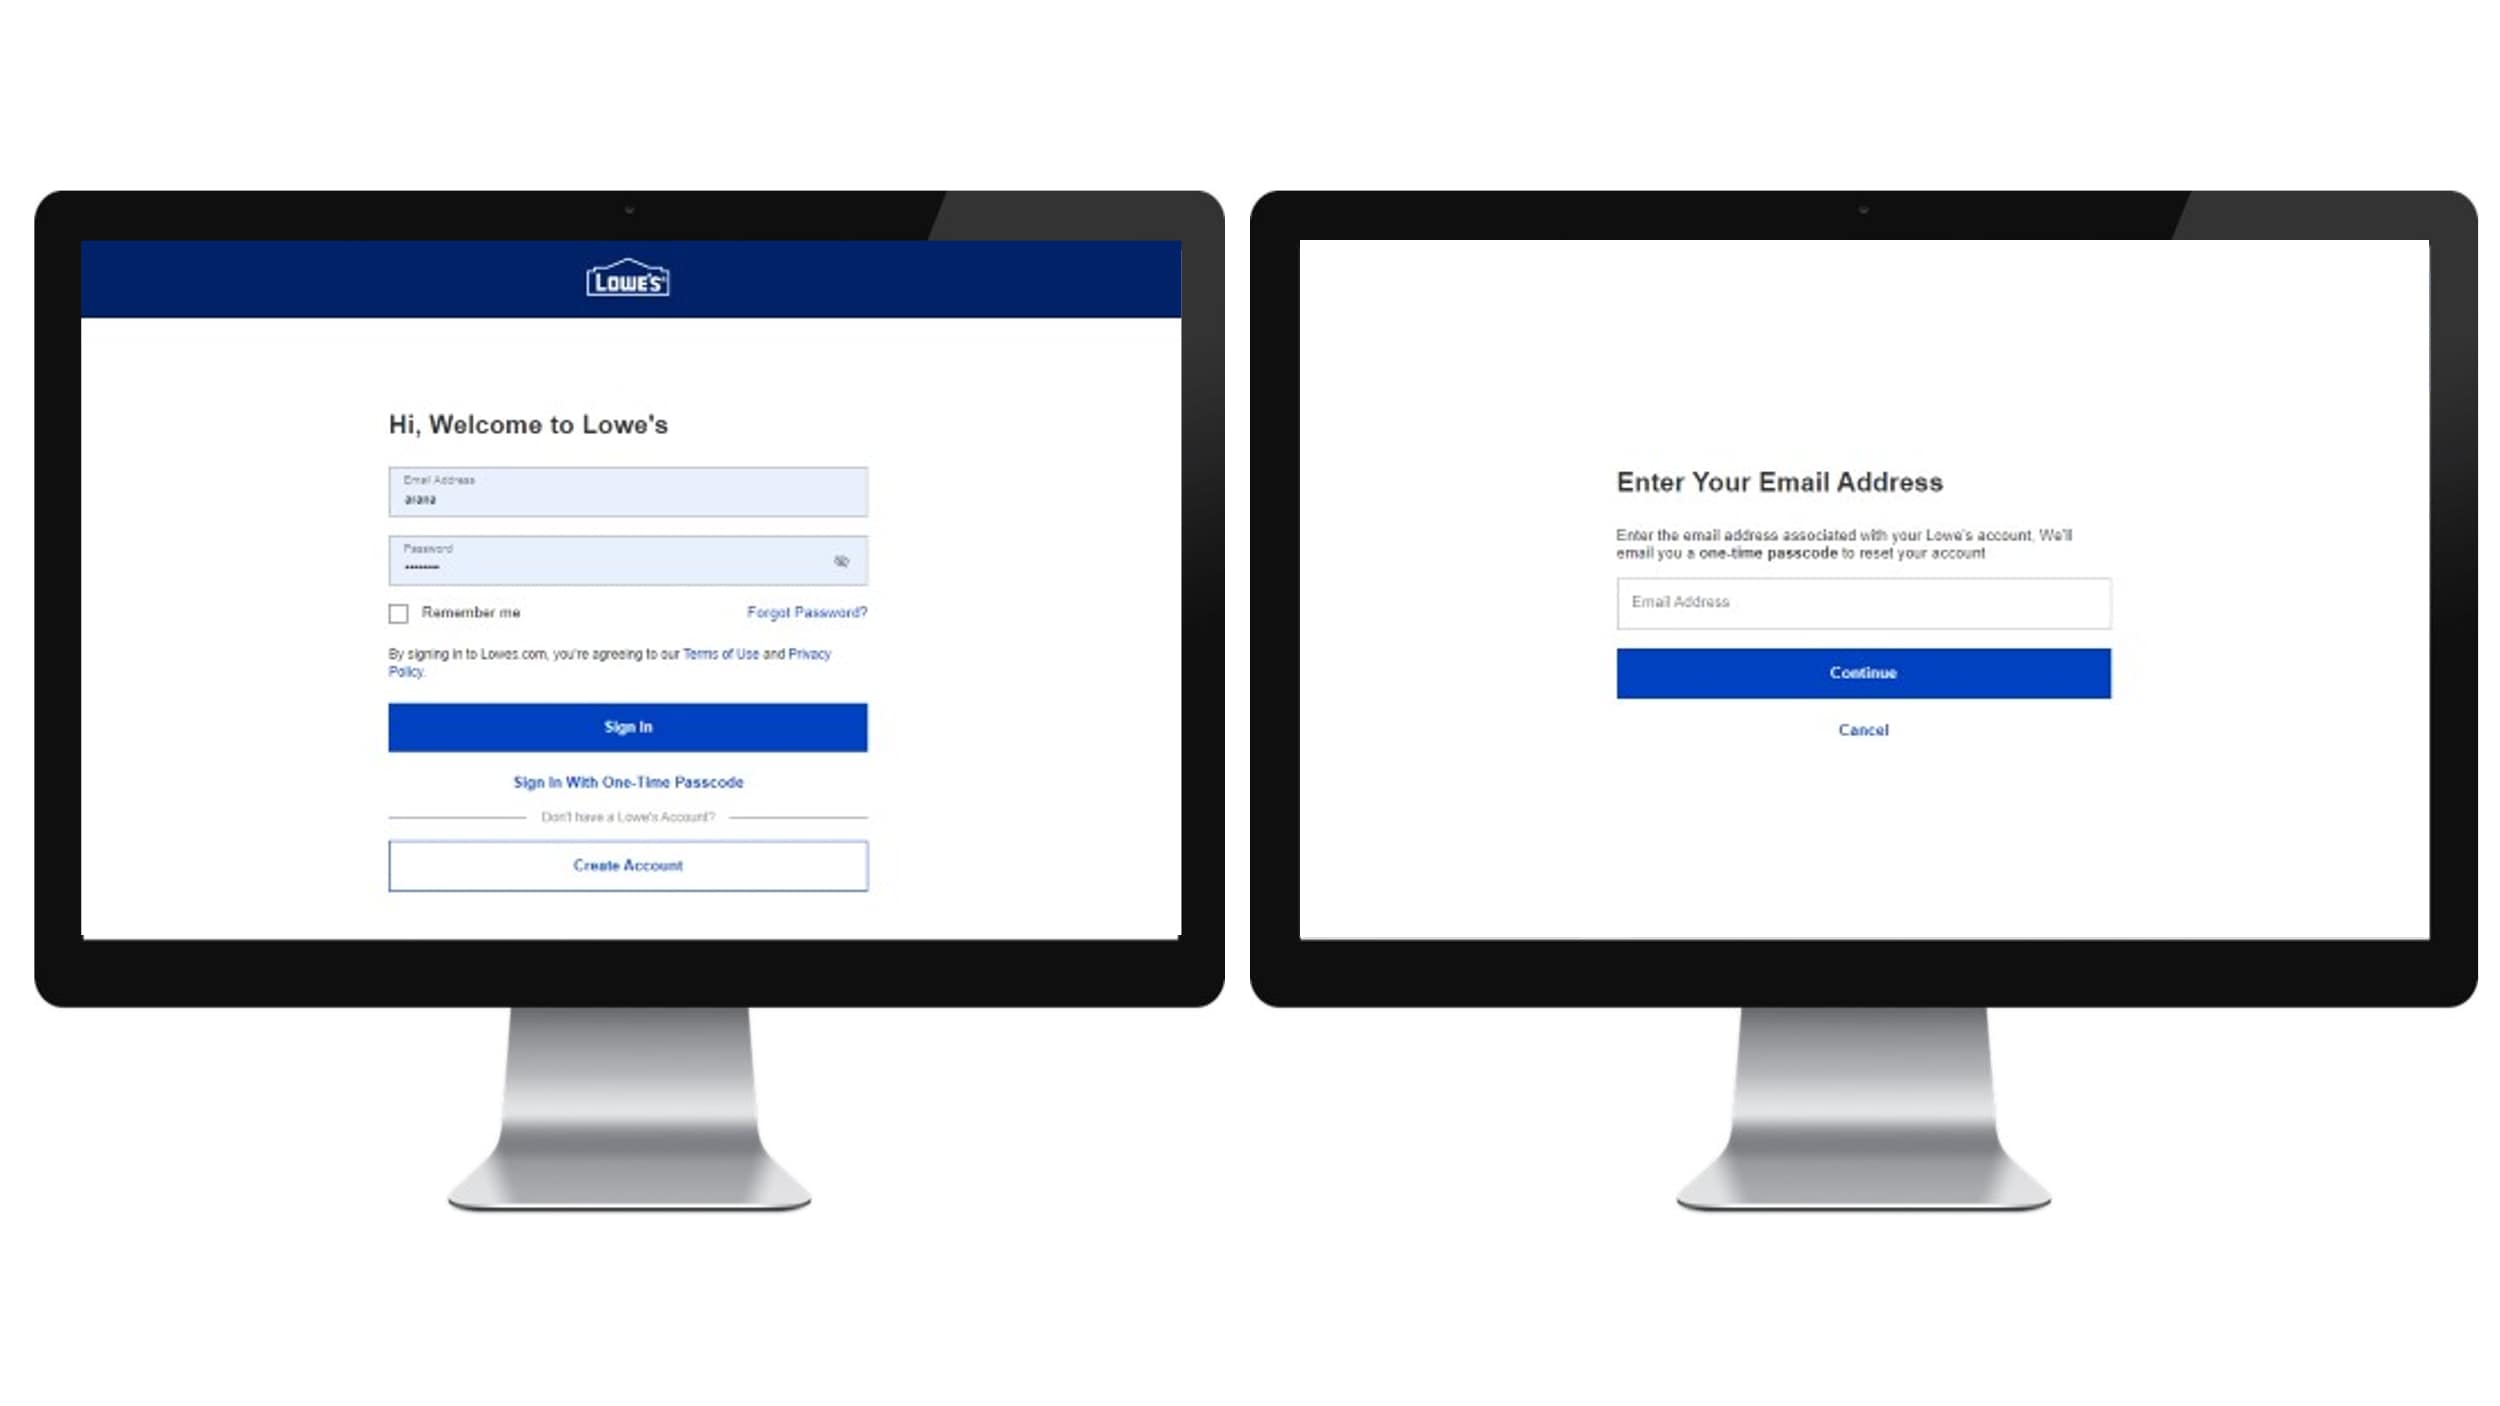 LOWE'S
Hi, Welcome to Lowe's
Email Address
arana
Password
••••••••
Remember me
Forgot Password?
By signing in to Lowes.com, you're agreeing to our Terms of Use and Privacy
Policy.
Sign In
Sign In With One-Time Passcode
Don't have a Lowe's Account?
Create Account
Enter Your Email Address
Enter the email address associated with your Lowe's account, We'll
email you a one-time passcode to reset your account
Email Address
Continue
Cancel